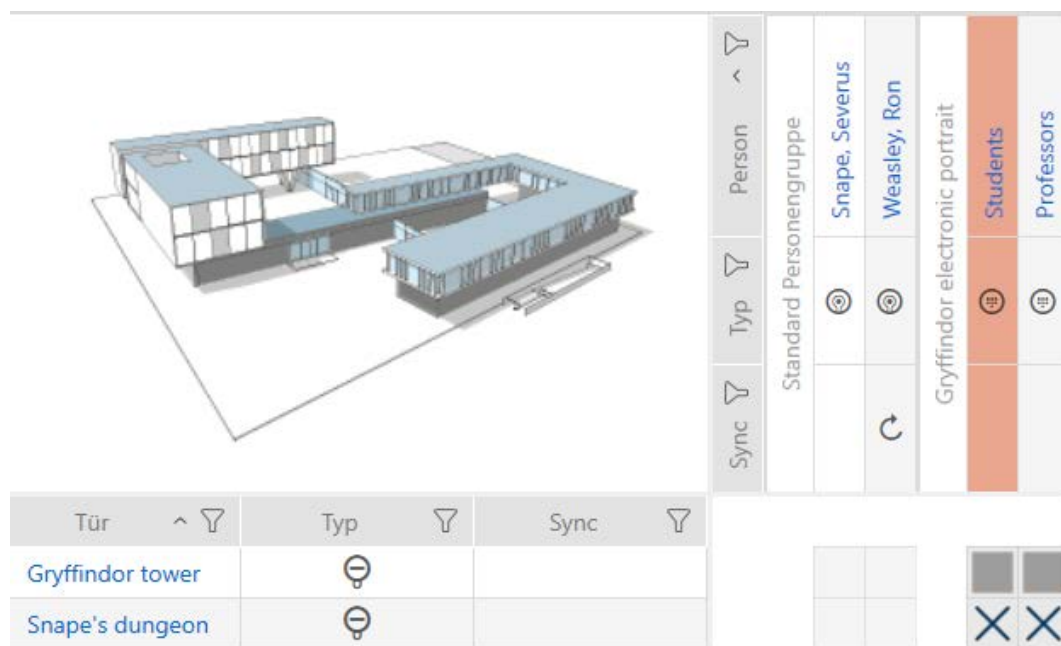 Person
Typ
Sync
Standard Personengruppe
Snape, Severus
Weasley, Ron
Gryffindor electronic portrait
Students
Professors
Tür Typ Sync
Gryffindor tower
Snape's dungeon